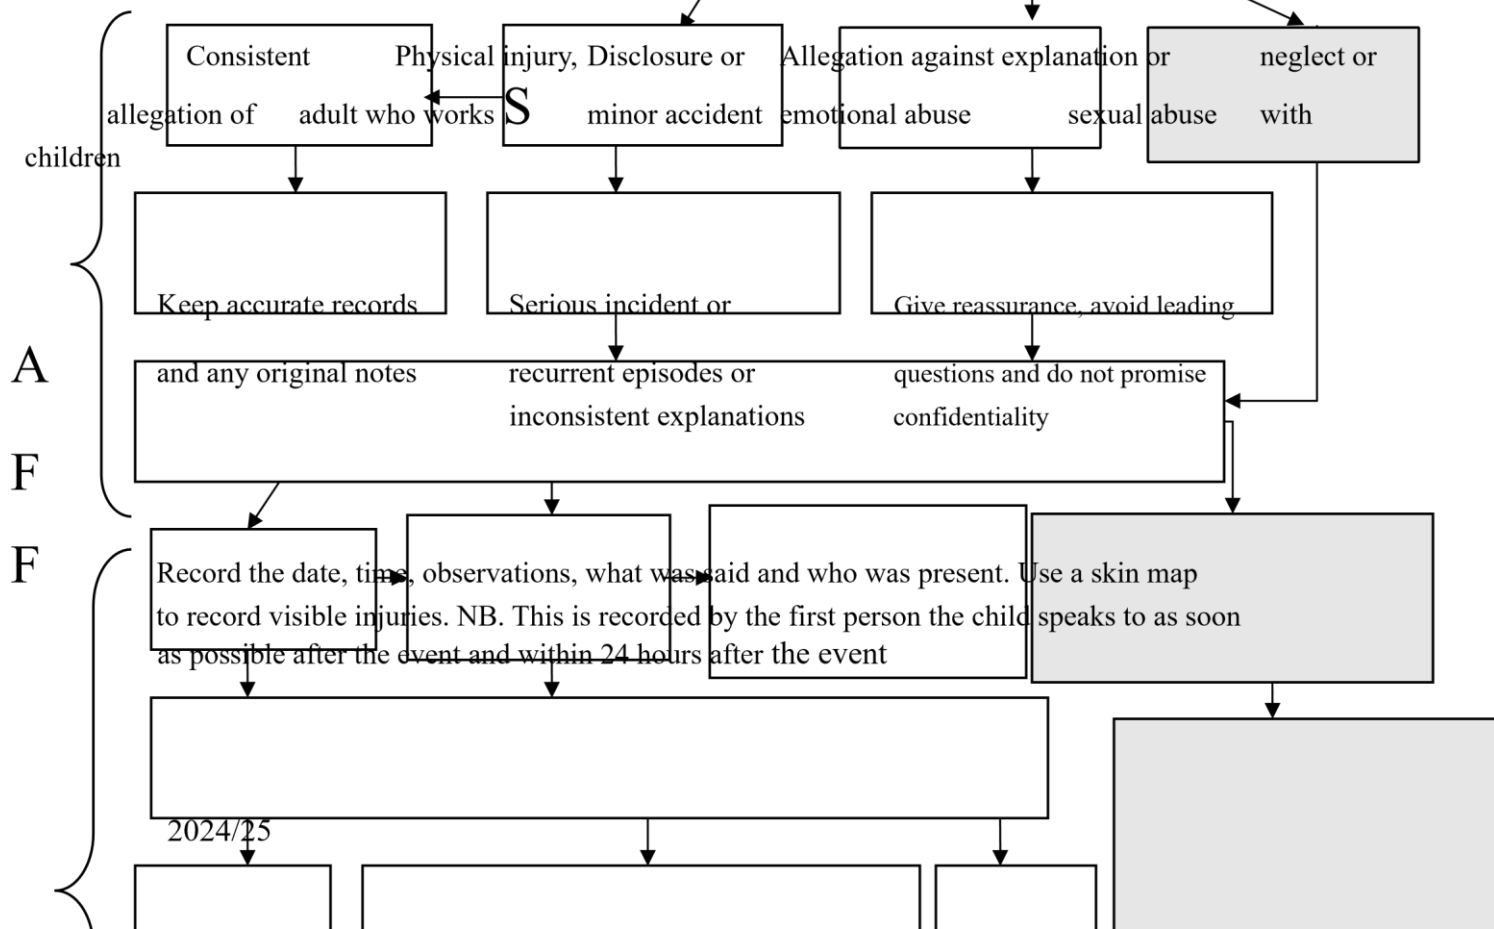 Consistent Physical injury, Disclosure or Allegation against explanation or neglect or
allegation of adult who works S minor accident emotional abuse sexual abuse with
children
Keep accurate records Serious incident or Give reassurance, avoid leading
A and any original notes recurrent episodes or questions and do not promise
inconsistent explanations confidentiality
F
F Record the date, time, observations, what was said and who was present. Use a skin map
to record visible injuries. NB. This is recorded by the first person the child speaks to as soon
as possible after the event and within 24 hours after the event
2024/25